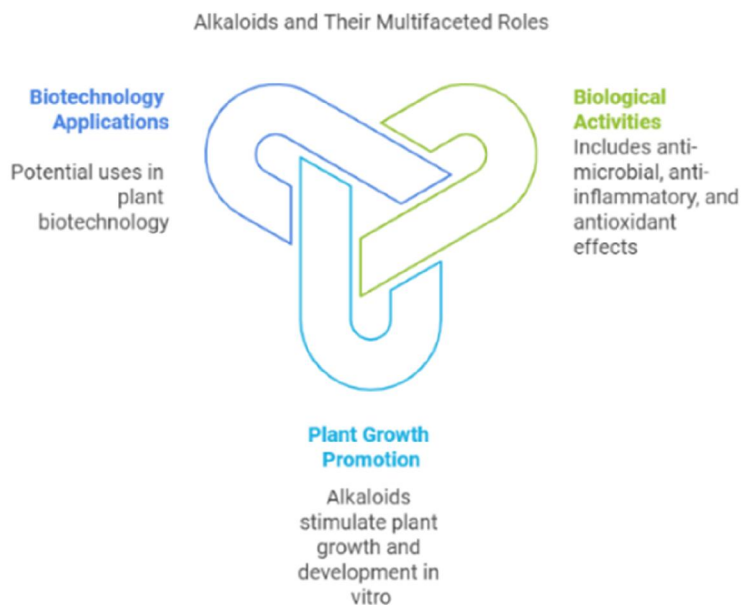 Alkaloids and Their Multifaceted Roles
Biotechnology
Applications
Potential uses in
plant
biotechnology
Biological
Activities
Includes anti-
microbial, anti-
inflammatory, and
antioxidant
effects
Plant Growth
Promotion
Alkaloids
stimulate plant
growth and
development in
vitro